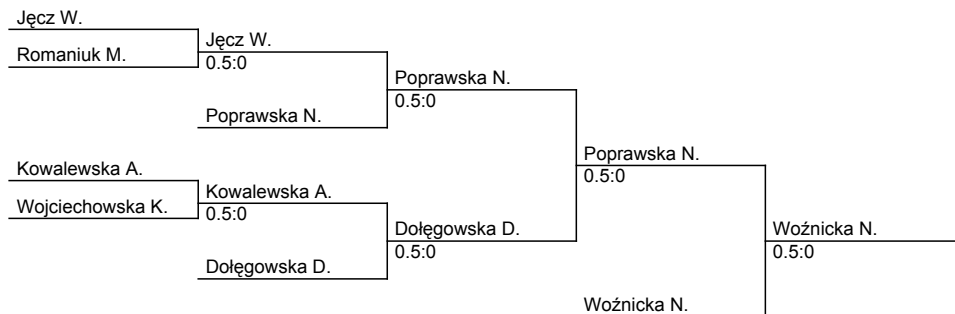 Jęcz W.
Romaniuk M.
Jęcz W.
0.5:0
Poprawska N.
Poprawska N.
0.5:0
Kowalewska A.
Wojciechowska K.
Kowalewska A.
0.5:0
Dołęgowska D.
Dołęgowska D.
0.5:0
Poprawska N.
0.5:0
Woźnicka N.
Woźnicka N.
0.5:0